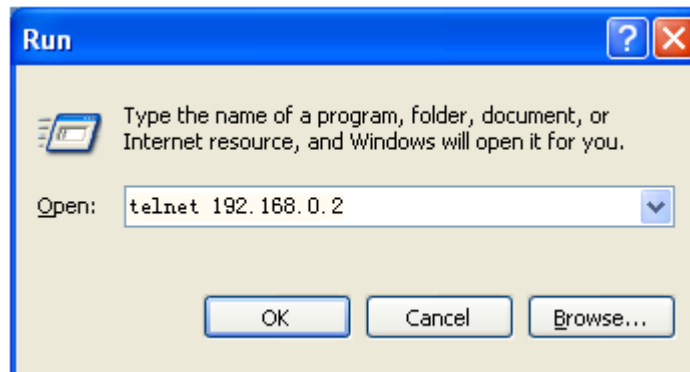 Run
Type the name of a program, folder, document, or
Internet resource, and Windows will open it for you.
Open:
telnet 192.168.0.2
OK
Cancel
Browse...